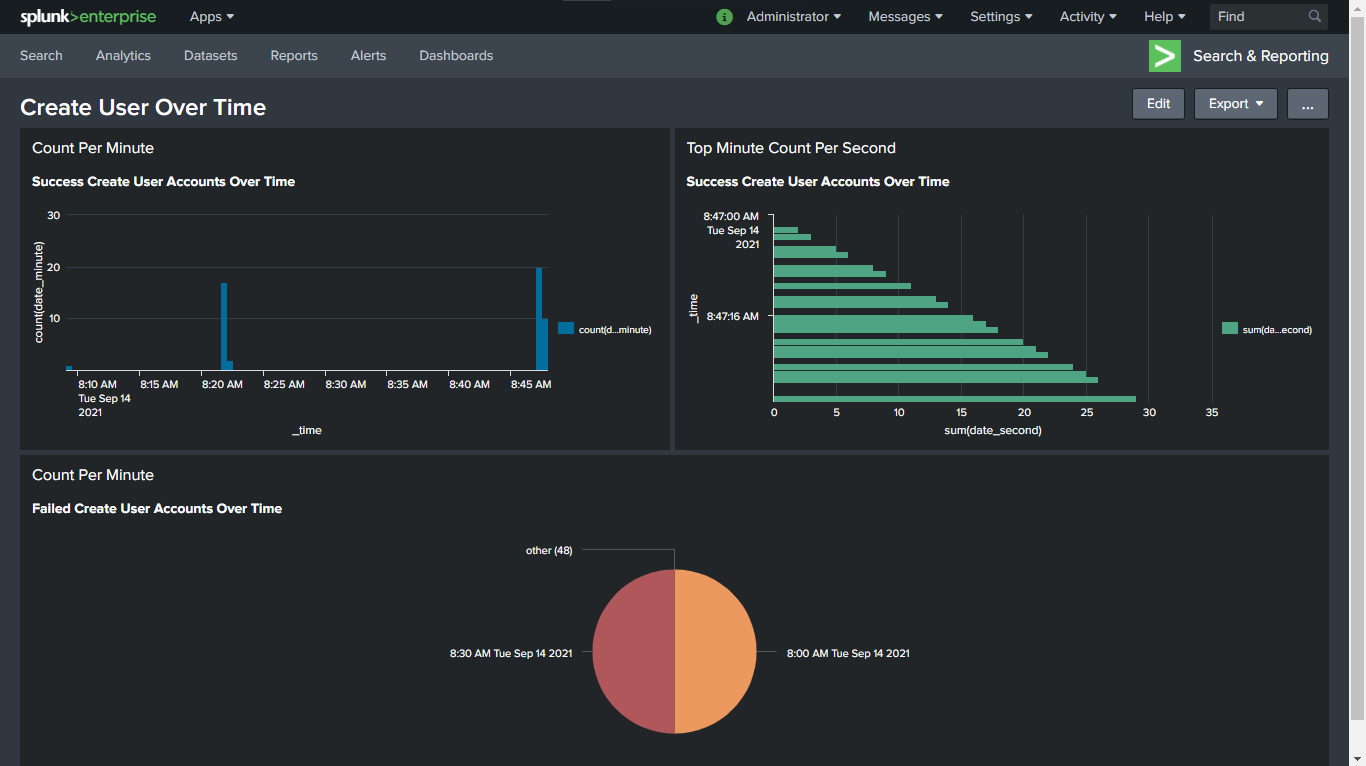 splunk>enterprise Apps i Administrator Messages Settings Activity Help Find
Search Analytics Datasets Reports Alerts Dashboards > Search & Reporting
Create User Over Time Edit Export ...
Count Per Minute
Success Create User Accounts Over Time
30
20
10
count(date_minute)
8:10 AM 8:15 AM 8:20 AM 8:25 AM 8:30 AM 8:35 AM 8:40 AM 8:45 AM
Tue Sep 14
2021
_time
count(d...minute)
Top Minute Count Per Second
Success Create User Accounts Over Time
8:47:00 AM
Tue Sep 14
2021
_time
8:47:16 AM
0 5 10 15 20 25 30 35
sum(date_second)
sum(da...econd)
Count Per Minute
Failed Create User Accounts Over Time
other (48)
8:30 AM Tue Sep 14 2021
8:00 AM Tue Sep 14 2021